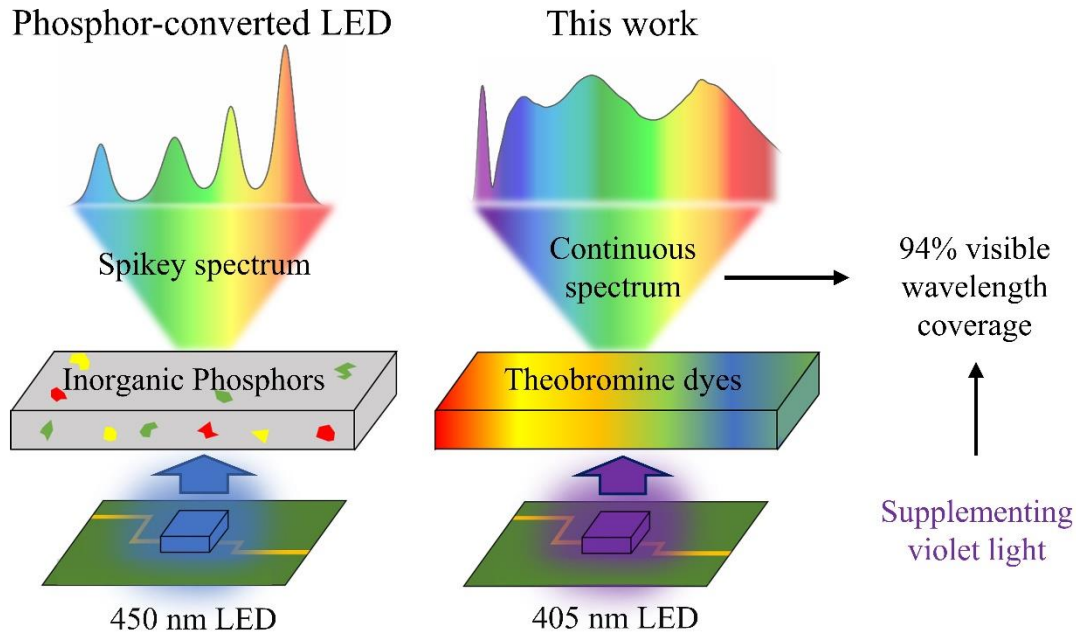 Phosphor-converted LED
This work
Spikey spectrum
Continuous
spectrum
94% visible
wavelength
coverage
Inorganic Phosphors
Theobromine dyes
Supplementing
violet light
450 nm LED
405 nm LED